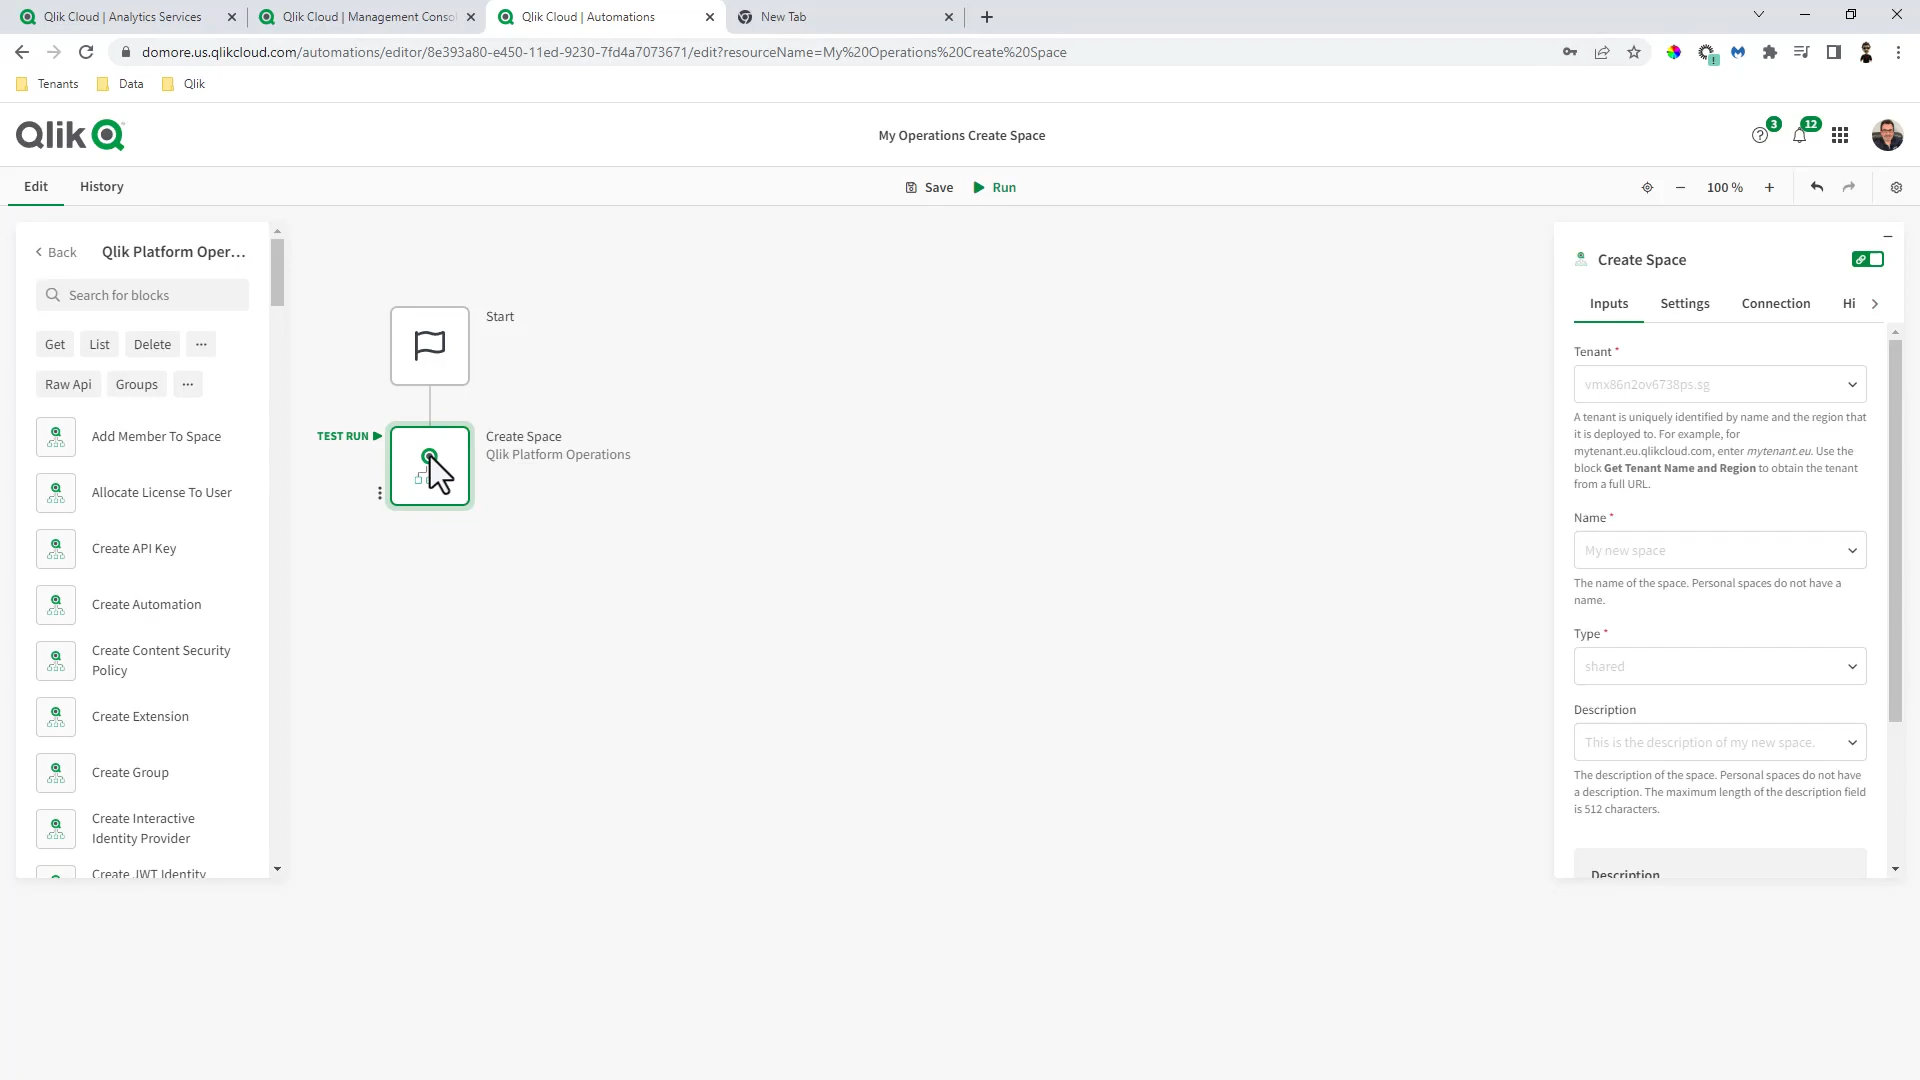 Qlik Cloud | Analytics Services
Qlik Cloud | Management Consol
Qlik Cloud | Automations
New Tab
domore.us.qlikcloud.com/automations/editor/8e393a80-e450-11ed-9230-7fd4a7073671/edit?resourceName=My%20Operations%20Create%20Space
Tenants
Data
Qlik
Qlik
My Operations Create Space
3
12
Edit
History
Save
Run
100 %
Back
Qlik Platform Oper...
Search for blocks
Get
List
Delete
...
Raw Api
Groups
...
Add Member To Space
Allocate License To User
Create API Key
Create Automation
Create Content Security
Policy
Create Extension
Create Group
Create Interactive
Identity Provider
Create JWT Identity
Start
TEST RUN
Create Space
Qlik Platform Operations
Create Space
Inputs
Settings
Connection
Hi
Tenant *
vmx86n2ov6738ps.sg
A tenant is uniquely identified by name and the region that
it is deployed to. For example, for
mytenant.eu.qlikcloud.com, enter mytenant.eu. Use the
block Get Tenant Name and Region to obtain the tenant
from a full URL.
Name *
My new space
The name of the space. Personal spaces do not have a
name.
Type *
shared
Description
This is the description of my new space.
The description of the space. Personal spaces do not have
a description. The maximum length of the description field
is 512 characters.
Description